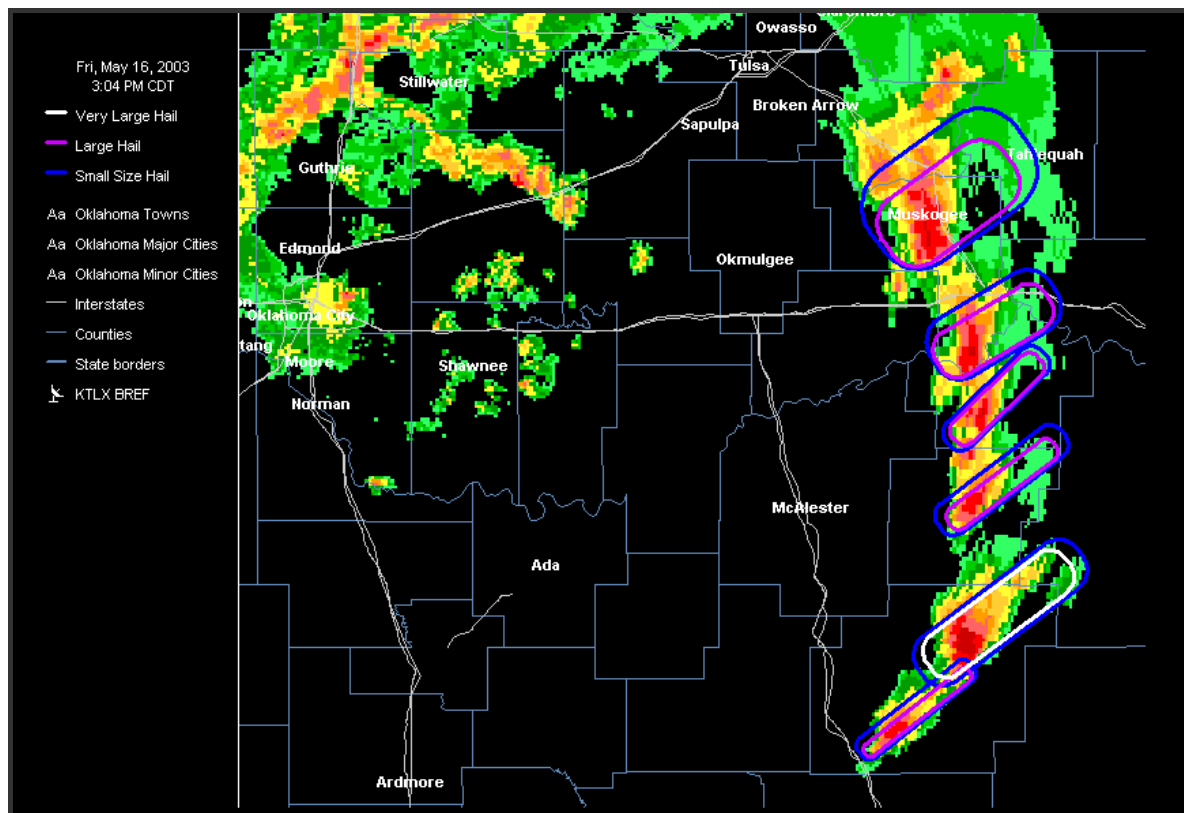 Fri, May 16, 2003
3:04 PM CDT
Very Large Hail
Large Hail
Small Size Hail
Aa Oklahoma Towns
Aa Oklahoma Major Cities
Aa Oklahoma Minor Cities
Interstates
Counties
State borders
KTLX BREF
Owasso
Tulsa
Stillwater
Broken Arrow
Sapulpa
Guthrie
Muskogee
Edmond
Okmulgee
Oklahoma City
tang
Moore
Shawnee
Norman
McAlester
Ada
Ardmore